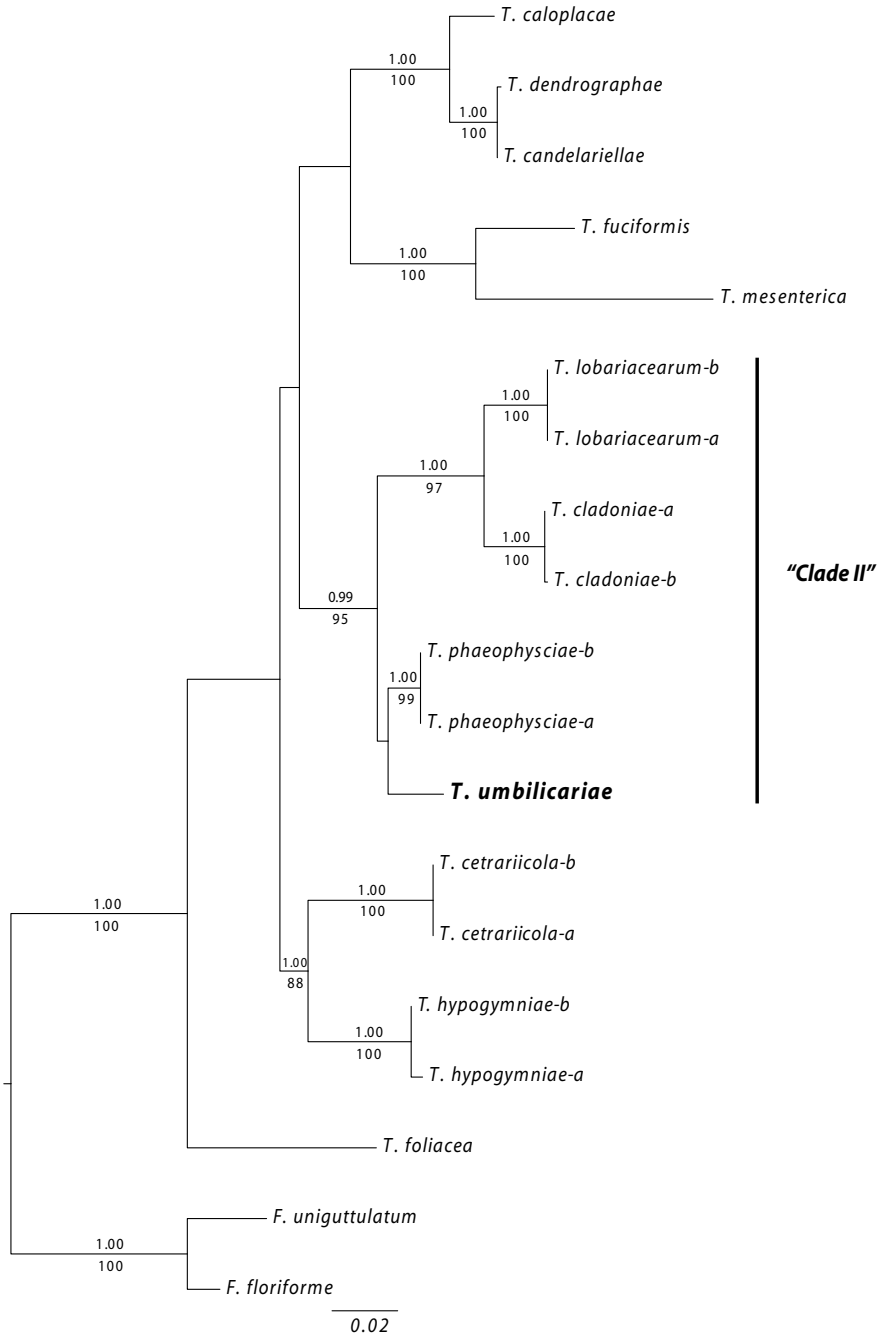 T. caloplacae
1.00
100
T. dendrographae
1.00
100
T. candelariellae
T. fuciformis
1.00
100
T. mesenterica
T. lobariacearum-b
1.00
100
T. lobariacearum-a
1.00
97
T. cladoniae-a
1.00
100
T. cladoniae-b
"Clade II"
0.99
95
T. phaeophysciae-b
1.00
99
T. phaeophysciae-a
T. umbilicariae
T. cetrariicola-b
1.00
100
T. cetrariicola-a
1.00
100
1.00
88
T. hypogymniae-b
1.00
100
T. hypogymniae-a
T. foliacea
F. uniguttulatum
1.00
100
F. floriforme
0.02